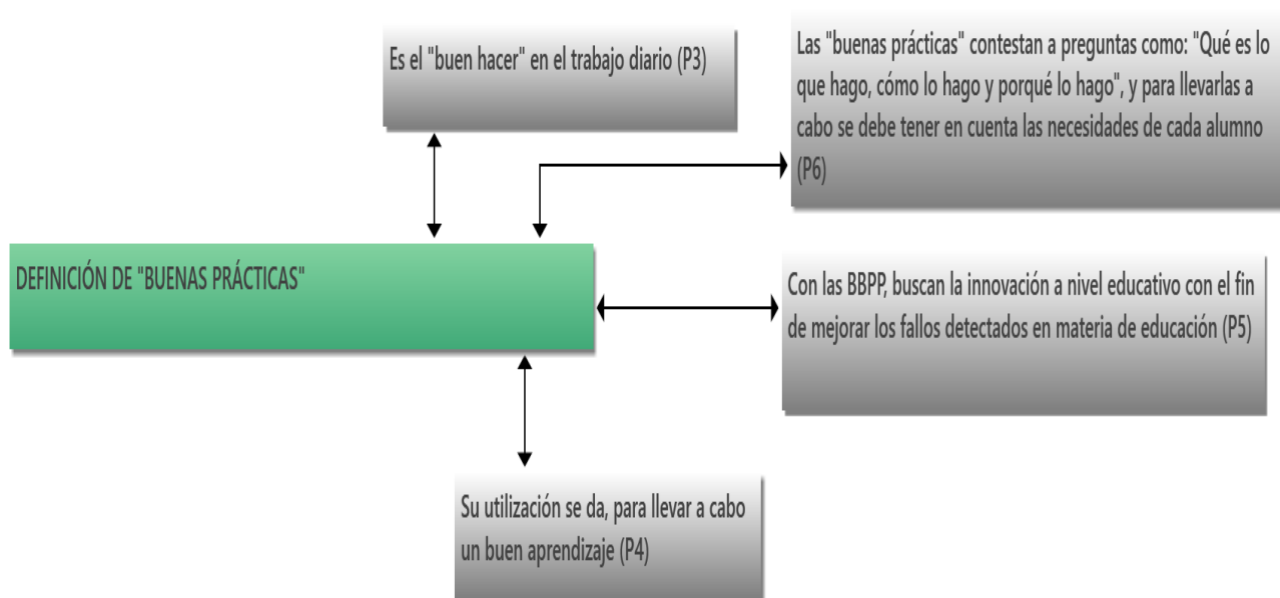 Es el "buen hacer" en el trabajo diario (P3)
Las "buenas prácticas" contestan a preguntas como: "Qué es lo
que hago, cómo lo hago y porqué lo hago", y para llevarlas a
cabo se debe tener en cuenta las necesidades de cada alumno
(P6)
DEFINICIÓN DE "BUENAS PRÁCTICAS"
Con las BBPP, buscan la innovación a nivel educativo con el fin
de mejorar los fallos detectados en materia de educación (P5)
Su utilización se da, para llevar a cabo
un buen aprendizaje (P4)